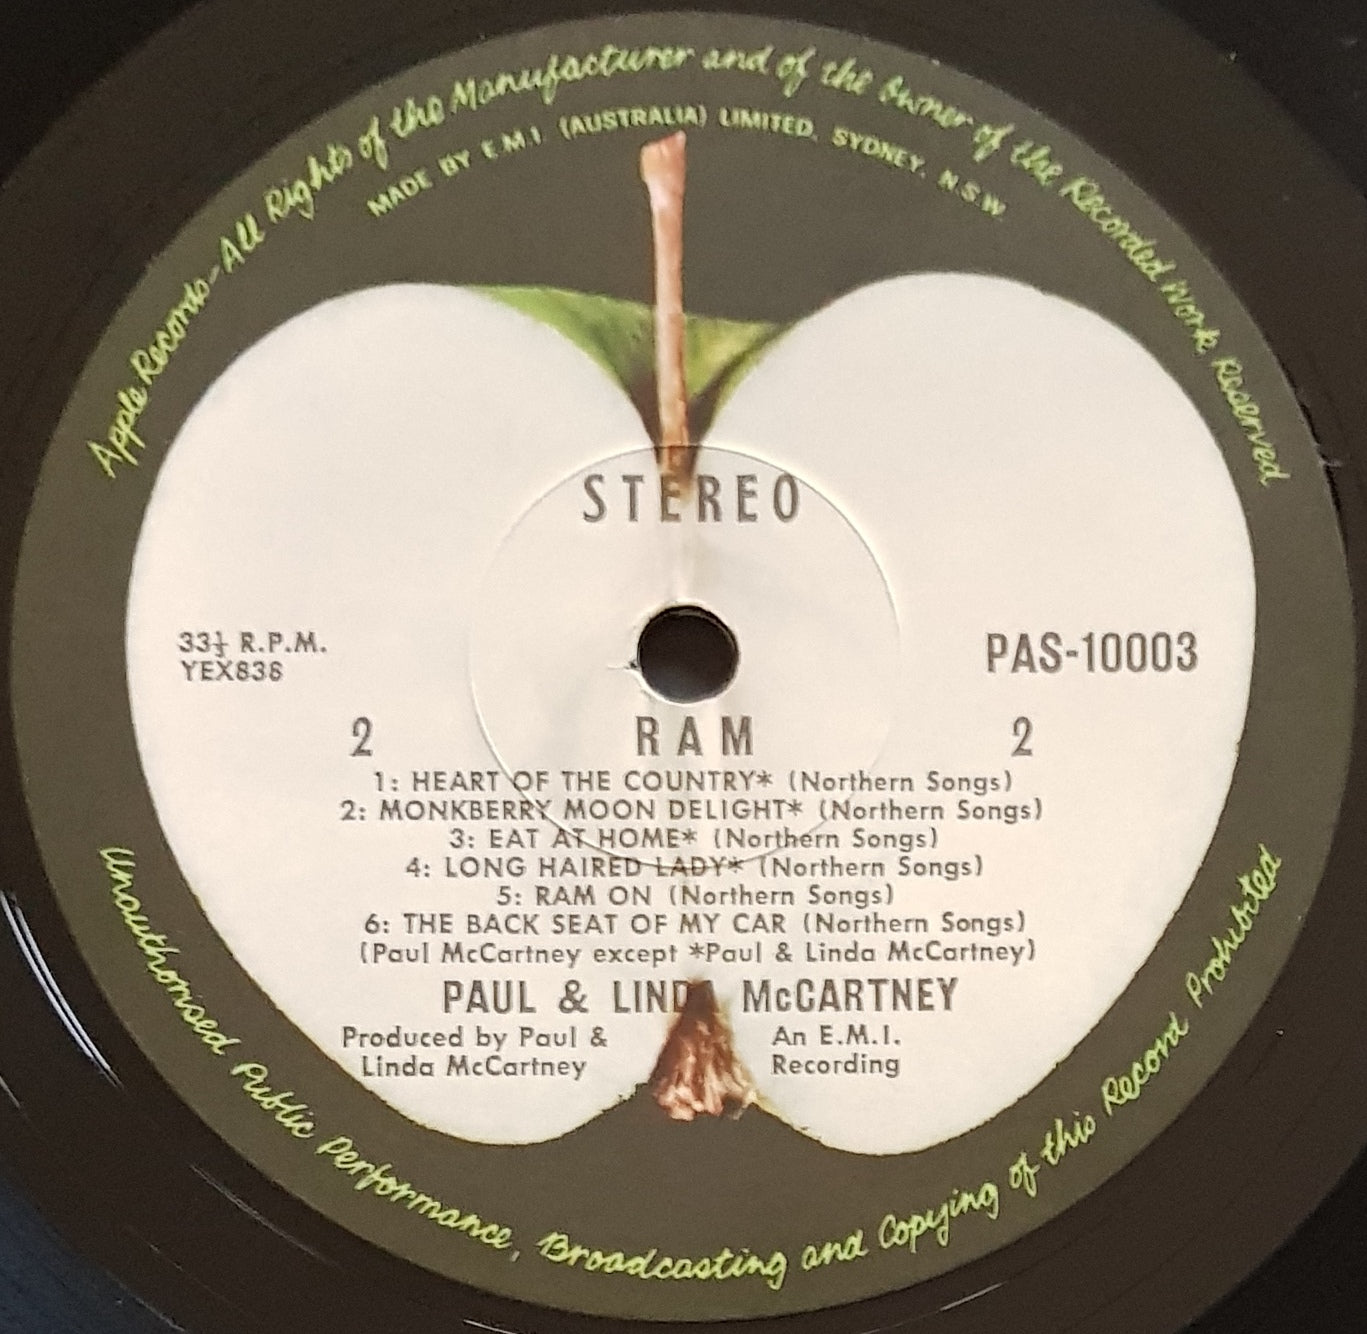 Apple Records-All Rights of the Manufacturer and of the Owner of the Recorded Work Reserved
MADE BY E.M.I. (AUSTRALIA) LIMITED, SYDNEY, N.S.W.
STEREO
33⅓ R.P.M.
YEX838
PAS-10003
2 RAM 2
1: HEART OF THE COUNTRY* (Northern Songs)
2: MONKBERRY MOON DELIGHT* (Northern Songs)
3: EAT AT HOME* (Northern Songs)
4: LONG HAIRED LADY* (Northern Songs)
5: RAM ON (Northern Songs)
6: THE BACK SEAT OF MY CAR (Northern Songs)
(Paul McCartney except *Paul & Linda McCartney)
PAUL & LINDA McCARTNEY
Produced by Paul &
Linda McCartney
An E.M.I.
Recording
Unauthorised Public Performance, Broadcasting and Copying of this Record Prohibited